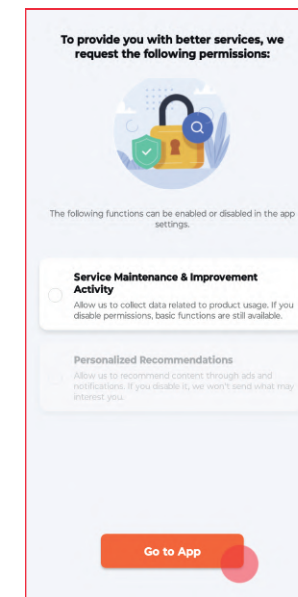 To provide you with better services, we
request the following permissions:
The following functions can be enabled or disabled in the app
settings.
Service Maintenance & Improvement
Activity
Allow us to collect data related to product usage. If you
disable permissions, basic functions are still available.
Personalized Recommendations
Allow us to recommend content through ads and
notifications. If you disable it, we won't send what may
interest you.
Go to App